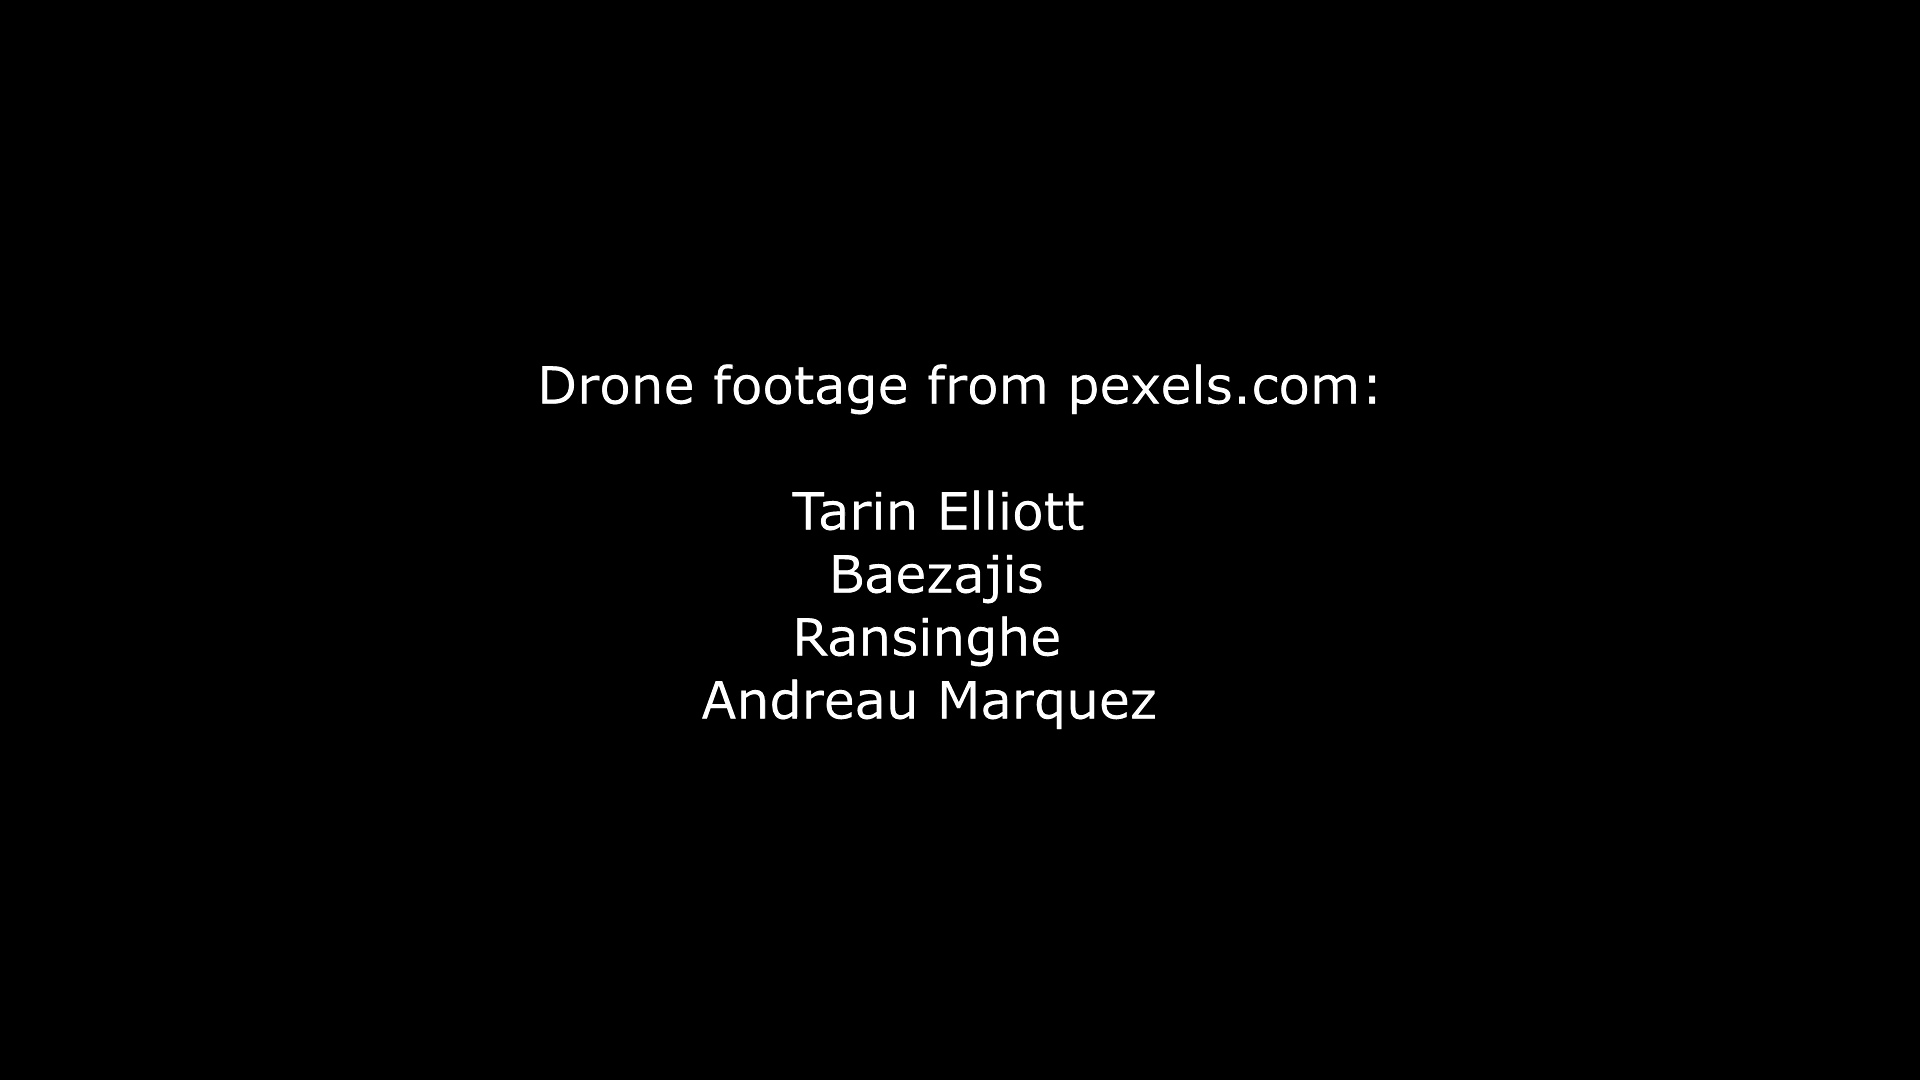 Drone footage from pexels.com:
Tarin Elliott
Baezajis
Ransinghe
Andreau Marquez